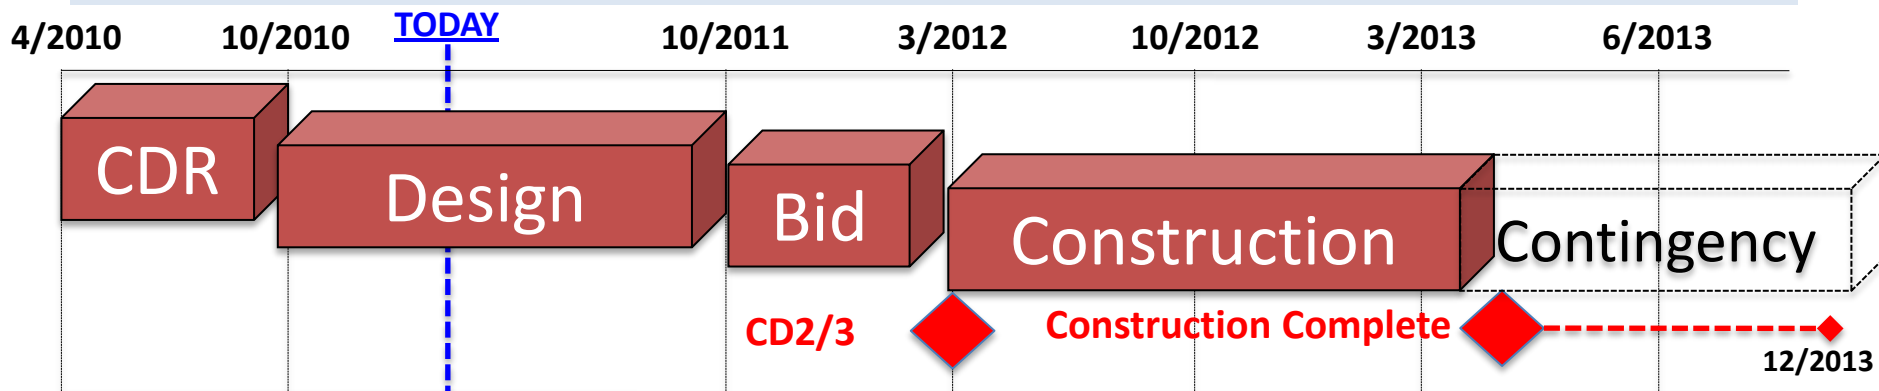 4/2010 10/2010 TODAY 10/2011 3/2012 10/2012 3/2013 6/2013
CDR
Design
Bid
Construction
Contingency
CD2/3
Construction Complete
12/2013